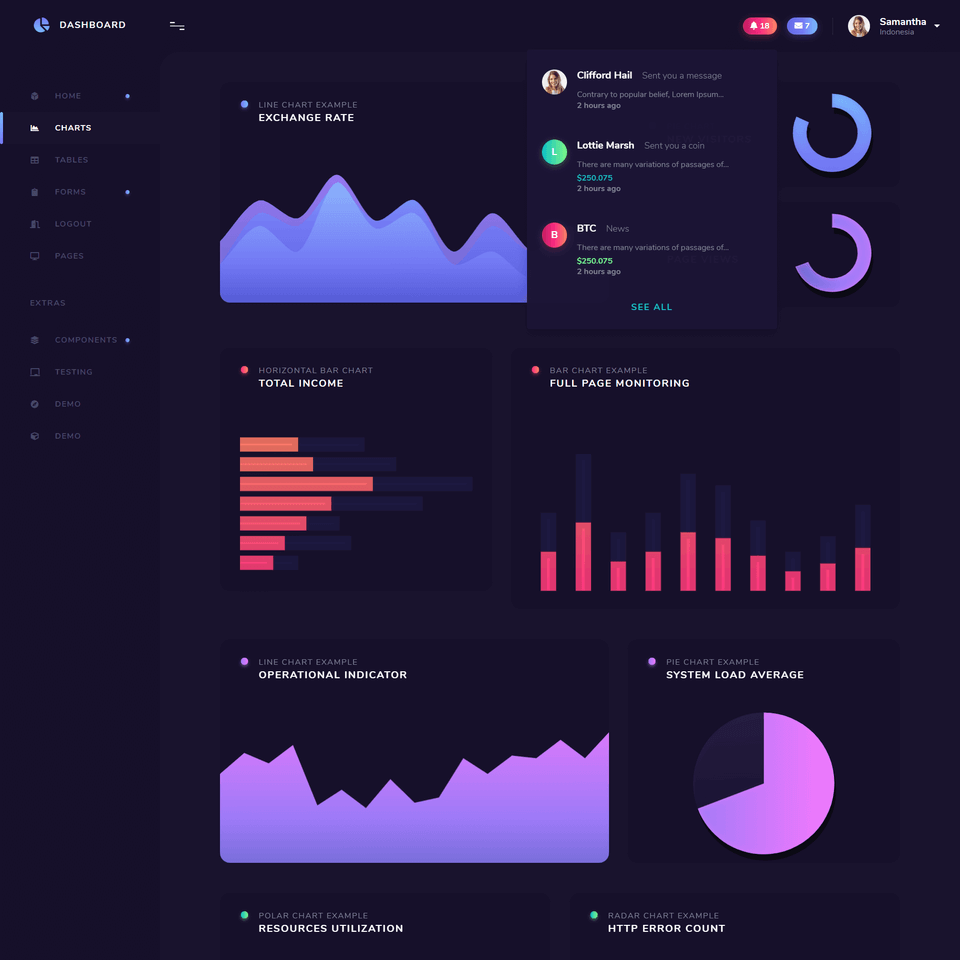 DASHBOARD
18
7
Samantha
Indonesia
HOME
CHARTS
TABLES
FORMS
LOGOUT
PAGES
EXTRAS
COMPONENTS
TESTING
DEMO
DEMO
LINE CHART EXAMPLE
EXCHANGE RATE
Clifford Hail Sent you a message
Contrary to popular belief, Lorem Ipsum...
2 hours ago
L
Lottie Marsh Sent you a coin
There are many variations of passages of...
$250.075
2 hours ago
B
BTC News
There are many variations of passages of...
$250.075
2 hours ago
SEE ALL
HORIZONTAL BAR CHART
TOTAL INCOME
BAR CHART EXAMPLE
FULL PAGE MONITORING
LINE CHART EXAMPLE
OPERATIONAL INDICATOR
PIE CHART EXAMPLE
SYSTEM LOAD AVERAGE
POLAR CHART EXAMPLE
RESOURCES UTILIZATION
RADAR CHART EXAMPLE
HTTP ERROR COUNT